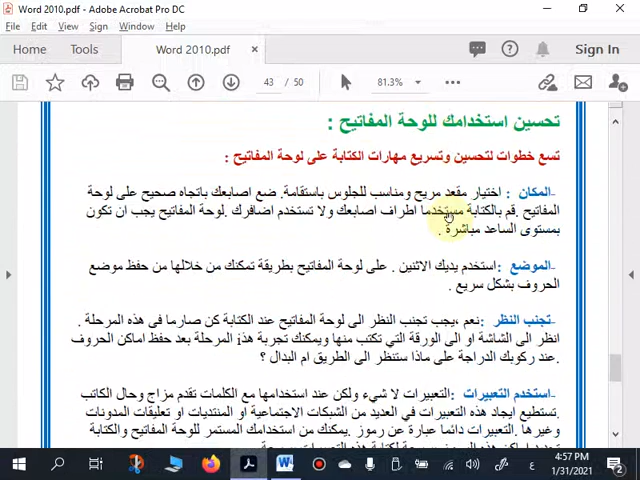 Word 2010.pdf - Adobe Acrobat Pro DC
File Edit View Sign Window Help
Home Tools Word 2010.pdf × Sign In
43 / 50 81.3%
تحسين استخدامك للوحة المفاتيح :
تسع خطوات لتحسين وتسريع مهارات الكتابة على لوحة المفاتيح :
-المكان : اختيار مقعد مريح ومناسب للجلوس باستقامة. ضع اصابعك باتجاه صحيح على لوحة
المفاتيح .قم بالكتابة مستخدما اطراف اصابعك ولا تستخدم اضافرك .لوحة المفاتيح يجب ان تكون
بمستوى الساعد مباشرة .
-الموضع : استخدم يديك الاثنين . على لوحة المفاتيح بطريقة تمكنك من خلالها من حفظ موضع
الحروف بشكل سريع .
-تجنب النظر :نعم ،يجب تجنب النظر الى لوحة المفاتيح عند الكتابة كن صارما فى هذه المرحلة .
انظر الى الشاشة او الى الورقة التي تكتب منها ويمكنك تجربة هذi المرحلة بعد حفظ اماكن الحروف
.عند ركوبك الدراجة على ماذا ستنظر الى الطريق ام البدال ؟
-استخدم التعبيرات :التعبيرات لا شيء ولكن عند استخدامها مع الكلمات تقدم مزاج وحال الكاتب
.تستطيع ايجاد هذه التعبيرات في العديد من الشبكات الاجتماعية او المنتديات او تعليقات المدونات
وغيرها .التعبيرات دائما عبارة عن رموز .يمكنك من استخدامك المستمر للوحة المفاتيح والكتابة
4:57 PM
1/31/2021